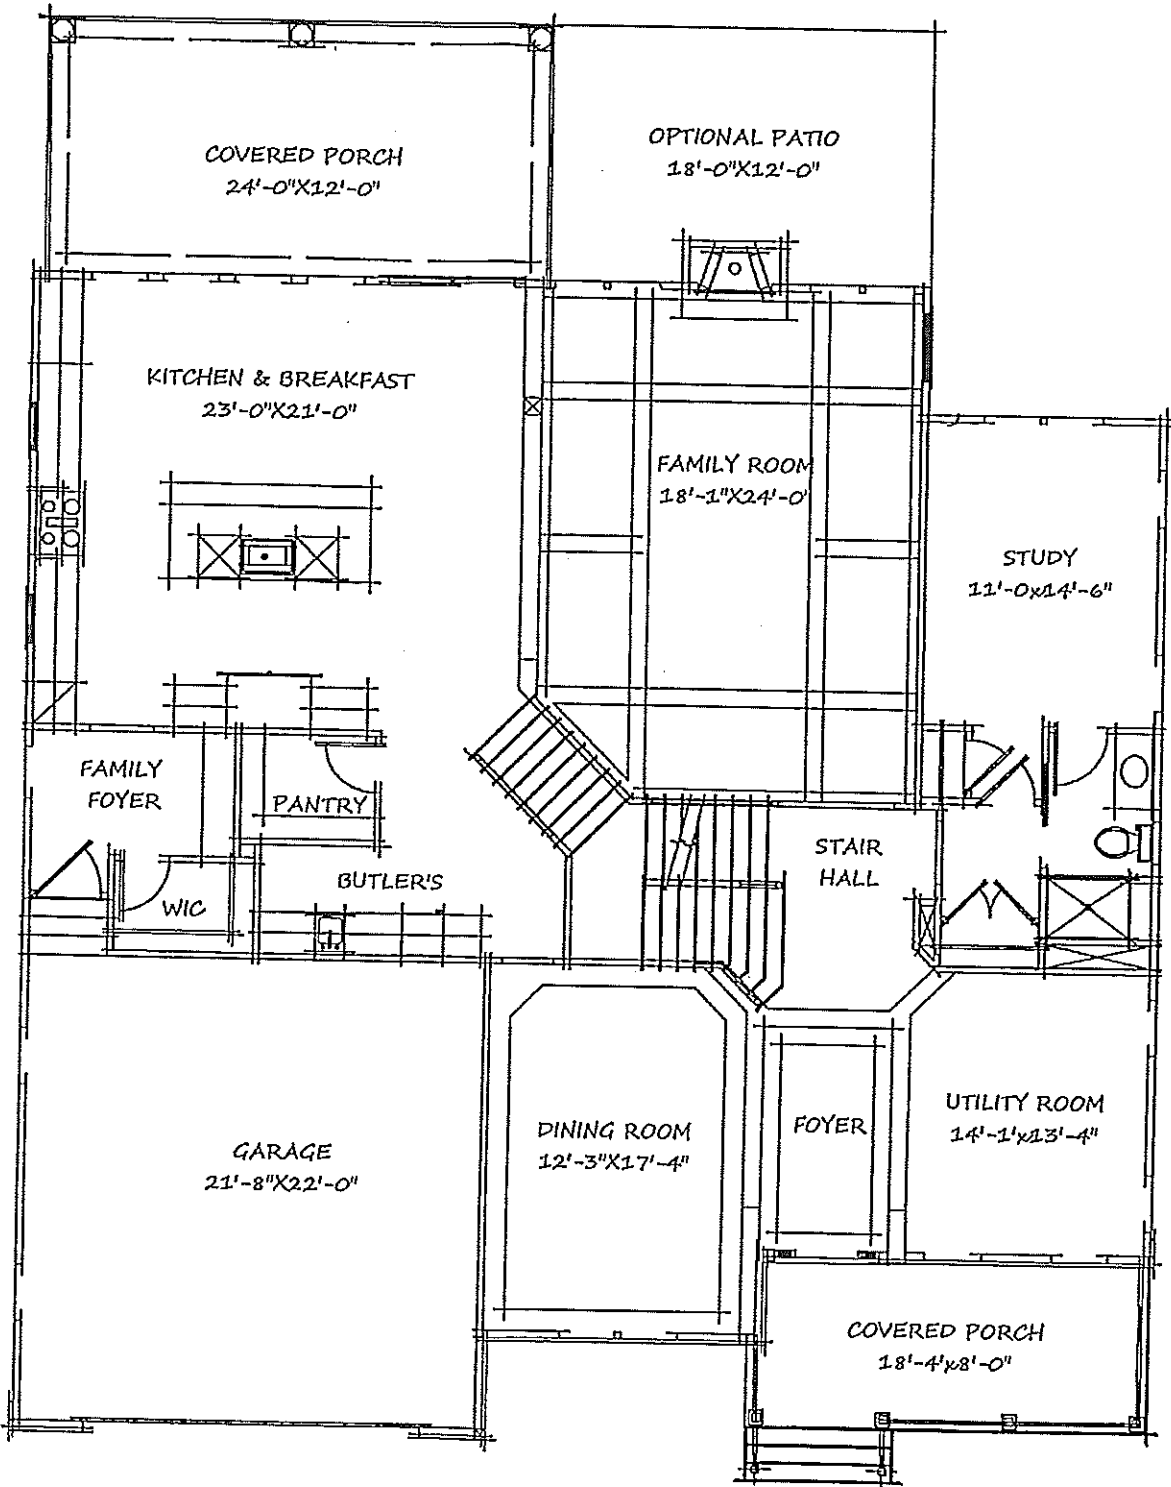 COVERED PORCH
24'-0"X12'-0"
OPTIONAL PATIO
18'-0"X12'-0"
KITCHEN & BREAKFAST
23'-0"X21'-0"
FAMILY ROOM
18'-1"X24'-0'
STUDY
11'-0x14'-6"
FAMILY
FOYER
PANTRY
WIC
BUTLER'S
STAIR
HALL
GARAGE
21'-8"X22'-0"
DINING ROOM
12'-3"X17'-4"
FOYER
UTILITY ROOM
14'-1'x13'-4"
COVERED PORCH
18'-4'x8'-0"